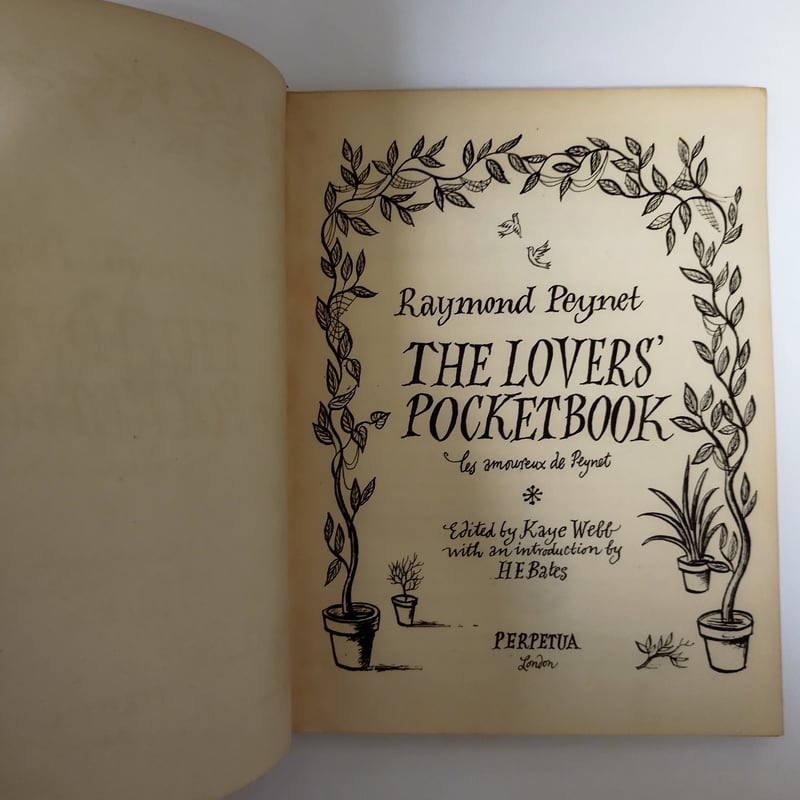 Raymond Peynet
THE LOVERS'
POCKETBOOK
les amoureux de Peynet
Edited by Kaye Webb
with an introduction by
H.E.Bates
PERPETUA
London